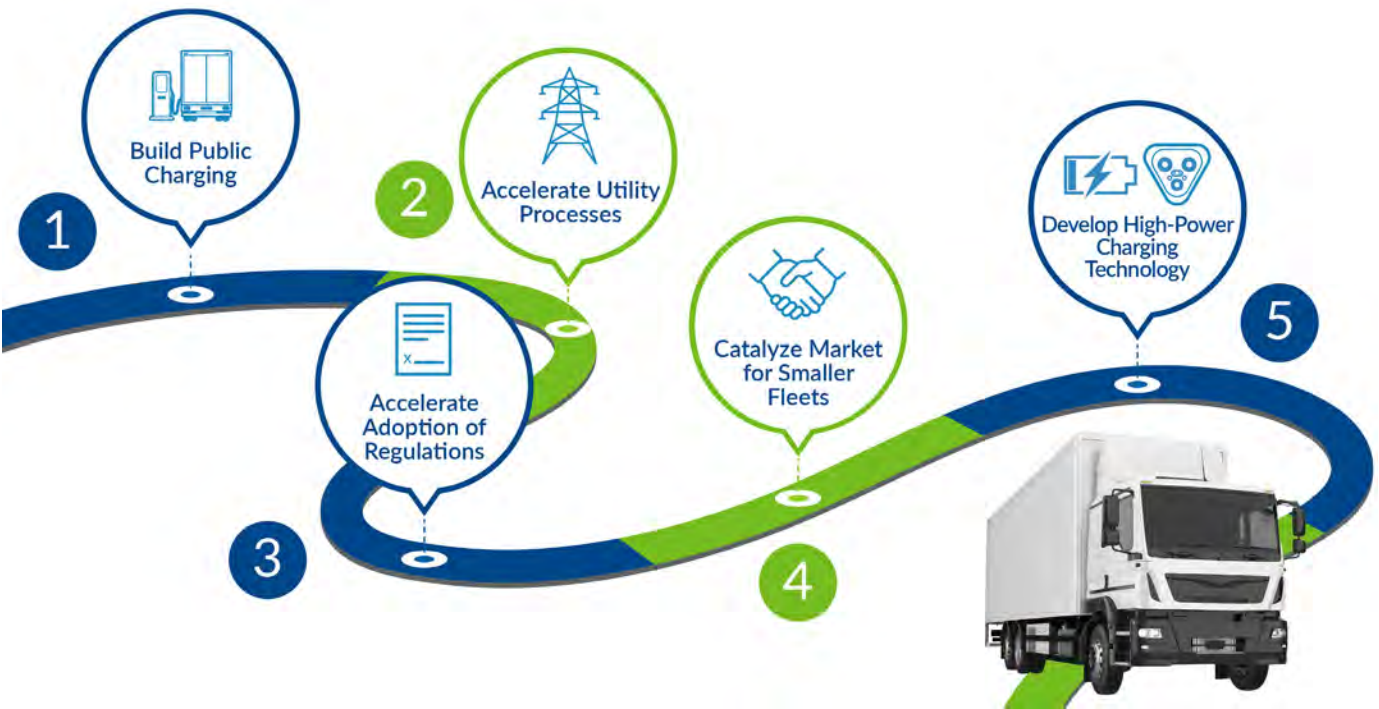 1
Build Public
Charging
2
Accelerate Utility
Processes
3
Accelerate
Adoption of
Regulations
x
4
Catalyze Market
for Smaller
Fleets
5
Develop High-Power
Charging
Technology